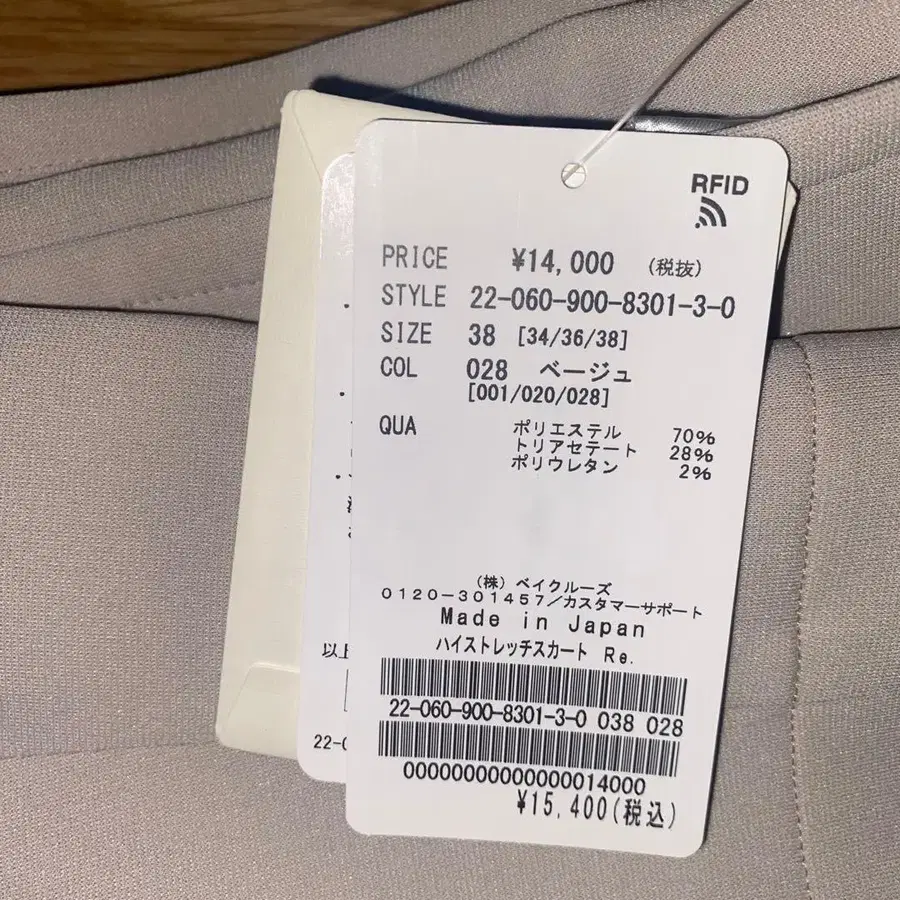 RFID
PRICE ¥14,000 (税抜)
STYLE 22-060-900-8301-3-0
SIZE 38 [34/36/38]
COL 028 ベージュ
[001/020/028]
QUA ポリエステル 70%
トリアセテート 28%
ポリウレタン 2%
(株) ベイクルーズ
0120-301457/カスタマーサポート
Made in Japan
ハイストレッチスカート Re.
22-060-900-8301-3-0 038 028
00000000000000014000
¥15,400(税込)
以上
22-0